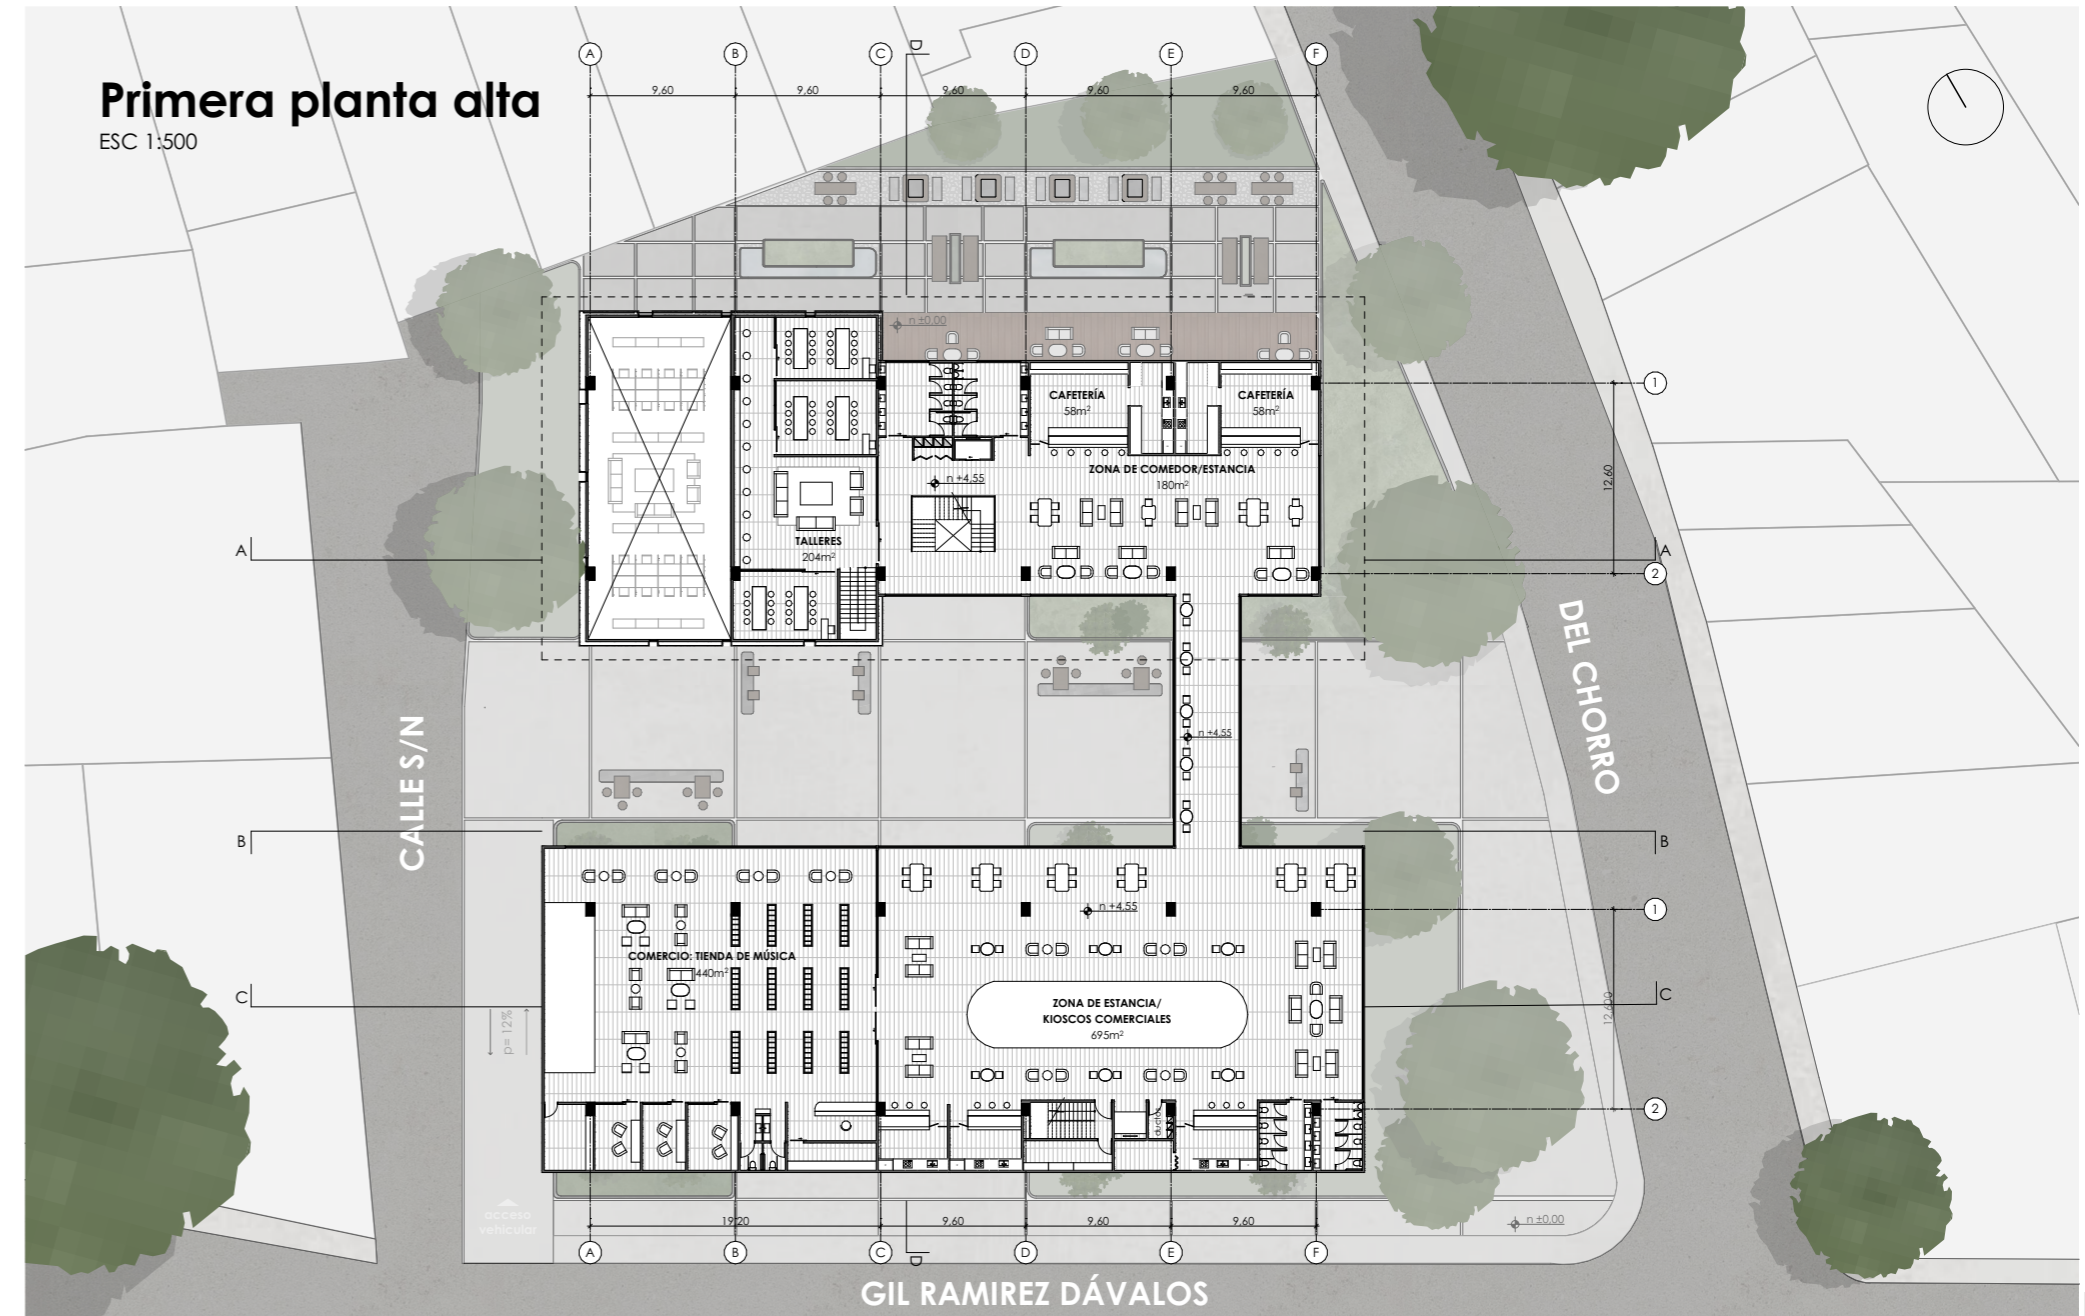 Primera planta alta
ESC 1:500
A
B
C
D
D
E
F
9,60
9,60
9,60
9,60
9,60
n ±0,00
1
CAFETERÍA
58m²
CAFETERÍA
58m²
ZONA DE COMEDOR/ESTANCIA
180m²
n +4,55
12,60
TALLERES
204m²
A
A
2
DEL CHORRO
CALLE S/N
n +4,55
B
B
n +4,55
1
COMERCIO: TIENDA DE MÚSICA
440m²
C
C
ZONA DE ESTANCIA/
KIOSCOS COMERCIALES
695m²
12,600
p= 12%
2
ductos
acceso
vehicular
n ±0,00
19,20
9,60
9,60
9,60
A
B
C
D
D
E
F
GIL RAMIREZ DÁVALOS